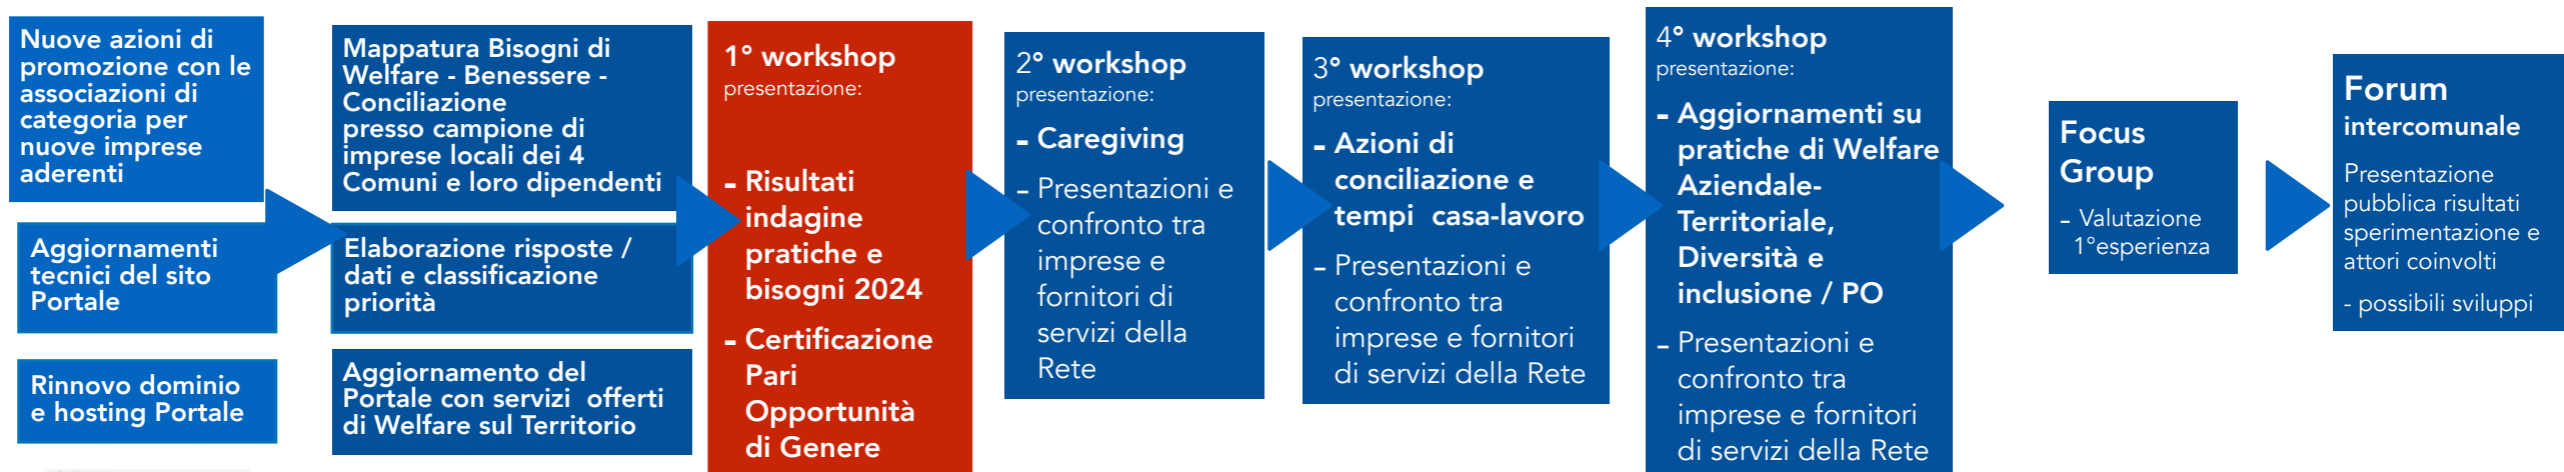 Nuove azioni di
promozione con le
associazioni di
categoria per
nuove imprese
aderenti
Aggiornamenti
tecnici del sito
Portale
Rinnovo dominio
e hosting Portale
Mappatura Bisogni di
Welfare - Benessere -
Conciliazione
presso campione di
imprese locali dei 4
Comuni e loro dipendenti
Elaborazione risposte /
dati e classificazione
priorità
Aggiornamento del
Portale con servizi offerti
di Welfare sul Territorio
1° workshop
presentazione:
- Risultati
indagine
pratiche e
bisogni 2024
- Certificazione
Pari
Opportunità
di Genere
2° workshop
presentazione:
- Caregiving
- Presentazioni e
confronto tra
imprese e
fornitori di
servizi della
Rete
3° workshop
presentazione:
- Azioni di
conciliazione e
tempi casa-lavoro
- Presentazioni e
confronto tra
imprese e fornitori
di servizi della Rete
4° workshop
presentazione:
- Aggiornamenti su
pratiche di Welfare
Aziendale-
Territoriale,
Diversità e
inclusione / PO
- Presentazioni e
confronto tra
imprese e fornitori
di servizi della Rete
Focus
Group
- Valutazione
1°esperienza
Forum
intercomunale
Presentazione
pubblica risultati
sperimentazione e
attori coinvolti
- possibili sviluppi